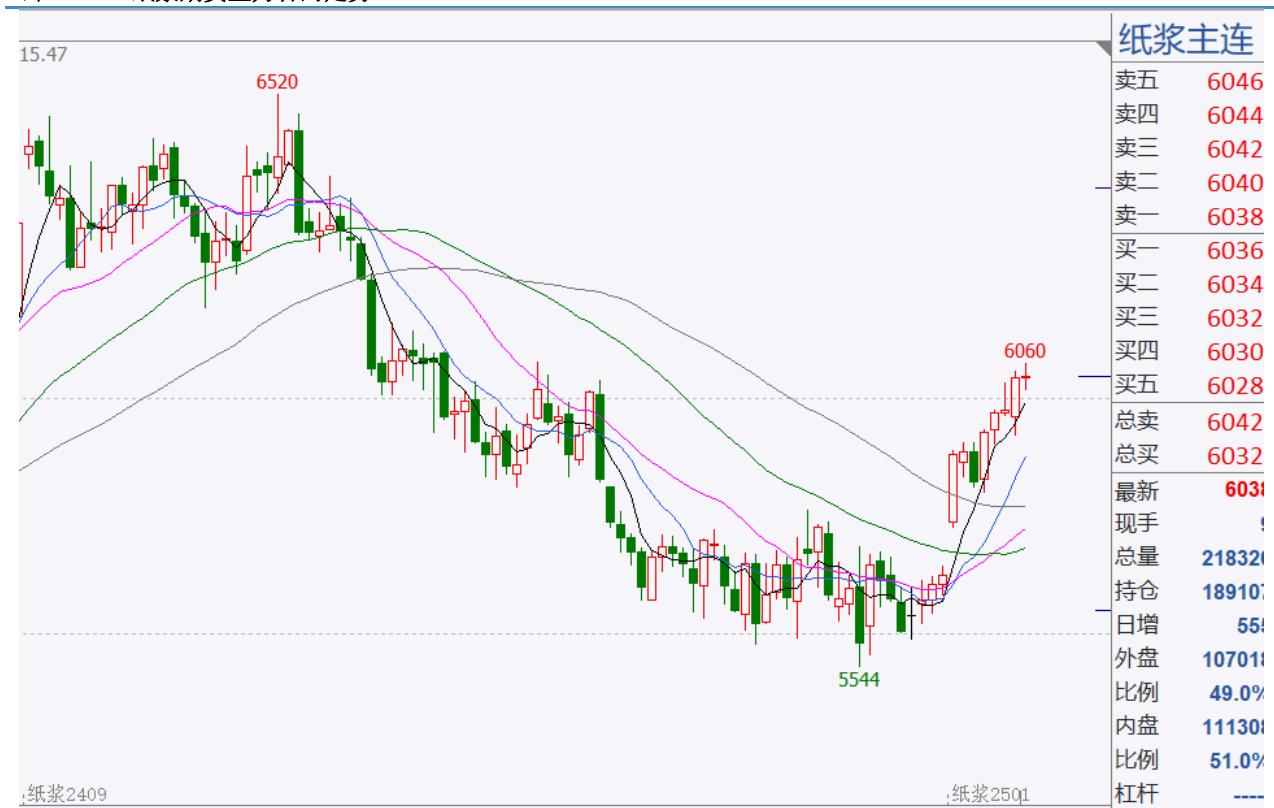 15.47
6520
6060
5544
纸浆2409
纸浆2501
纸浆主连
卖五 6046
卖四 6044
卖三 6042
卖二 6040
卖一 6038
买一 6036
买二 6034
买三 6032
买四 6030
买五 6028
总卖 6042
总买 6032
最新 6038
现手 9
总量 218326
持仓 189107
日增 555
外盘 107018
比例 49.0%
内盘 111308
比例 51.0%
杠杆 ----